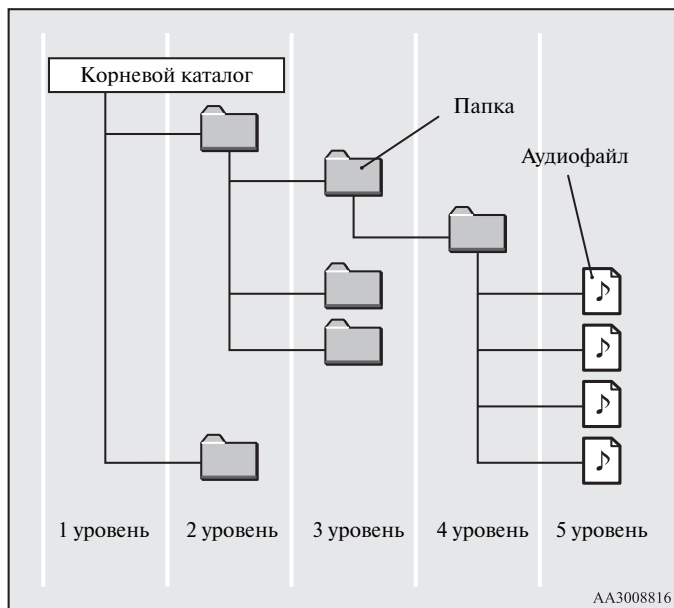 Корневой каталог
Папка
Аудиофайл
1 уровень
2 уровень
3 уровень
4 уровень
5 уровень
AA3008816